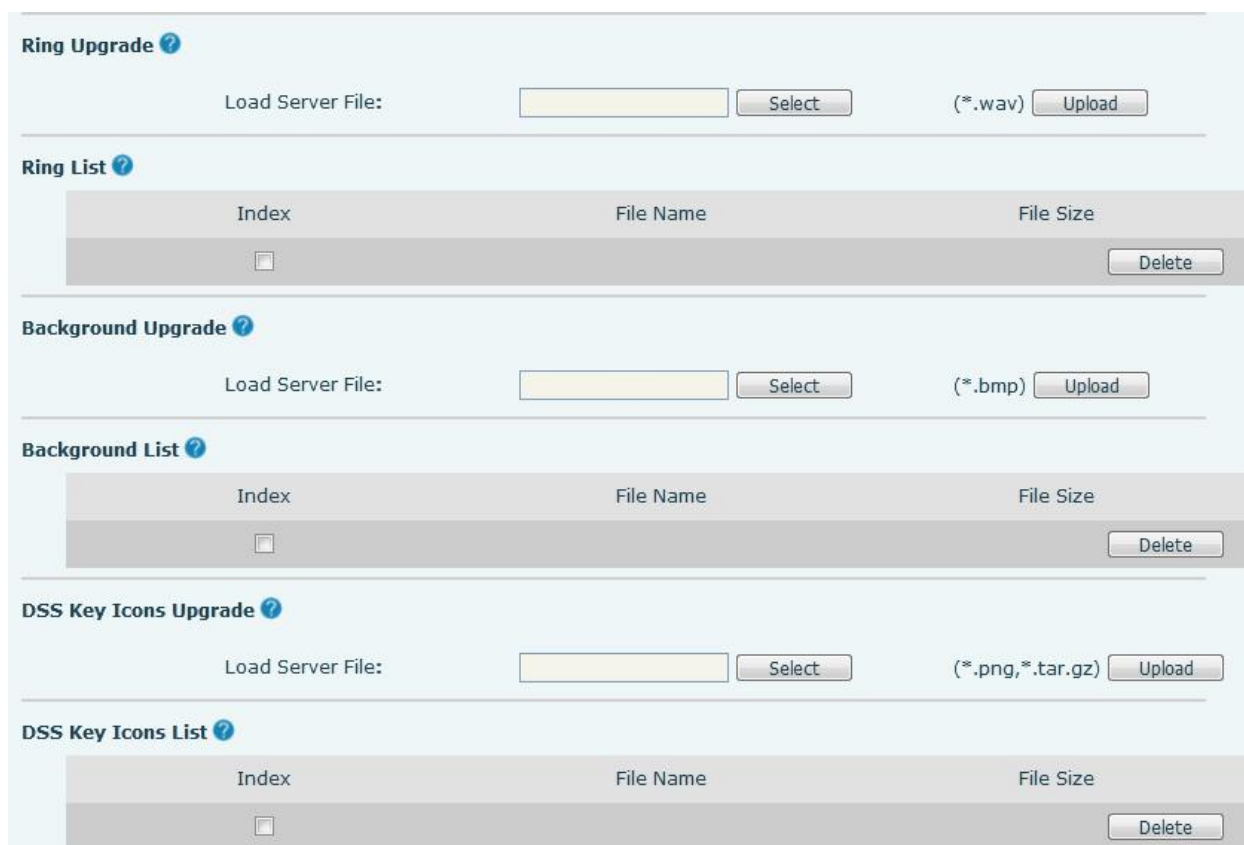 Ring Upgrade ?
Load Server File: Select (*.wav) Upload
Ring List ?
Index File Name File Size
Delete
Background Upgrade ?
Load Server File: Select (*.bmp) Upload
Background List ?
Index File Name File Size
Delete
DSS Key Icons Upgrade ?
Load Server File: Select (*.png,*.tar.gz) Upload
DSS Key Icons List ?
Index File Name File Size
Delete